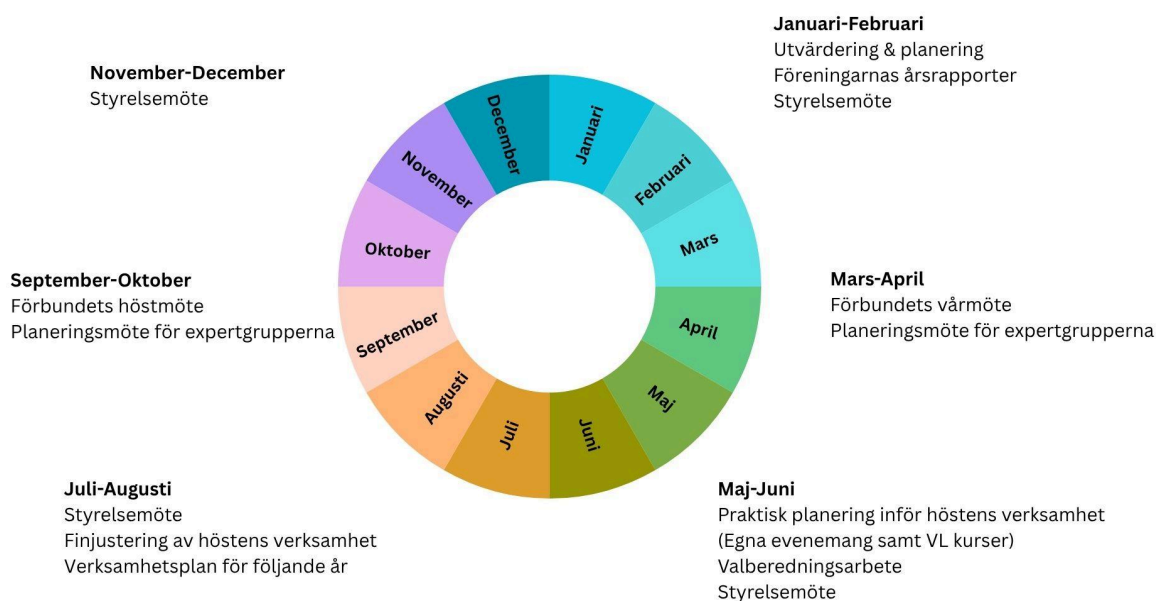 Januari-Februari
Utvärdering & planering
Föreningarnas årsrapporter
Styrelsemöte
Mars-April
Förbundets vårmöte
Planeringsmöte för expertgrupperna
Maj-Juni
Praktisk planering inför höstens verksamhet
(Egna evenemang samt VL kurser)
Valberedningsarbete
Styrelsemöte
Juli-Augusti
Styrelsemöte
Finjustering av höstens verksamhet
Verksamhetsplan för följande år
September-Oktober
Förbundets höstmöte
Planeringsmöte för expertgrupperna
November-December
Styrelsemöte
Januari
Februari
Mars
April
Maj
Juni
Juli
Augusti
September
Oktober
November
December